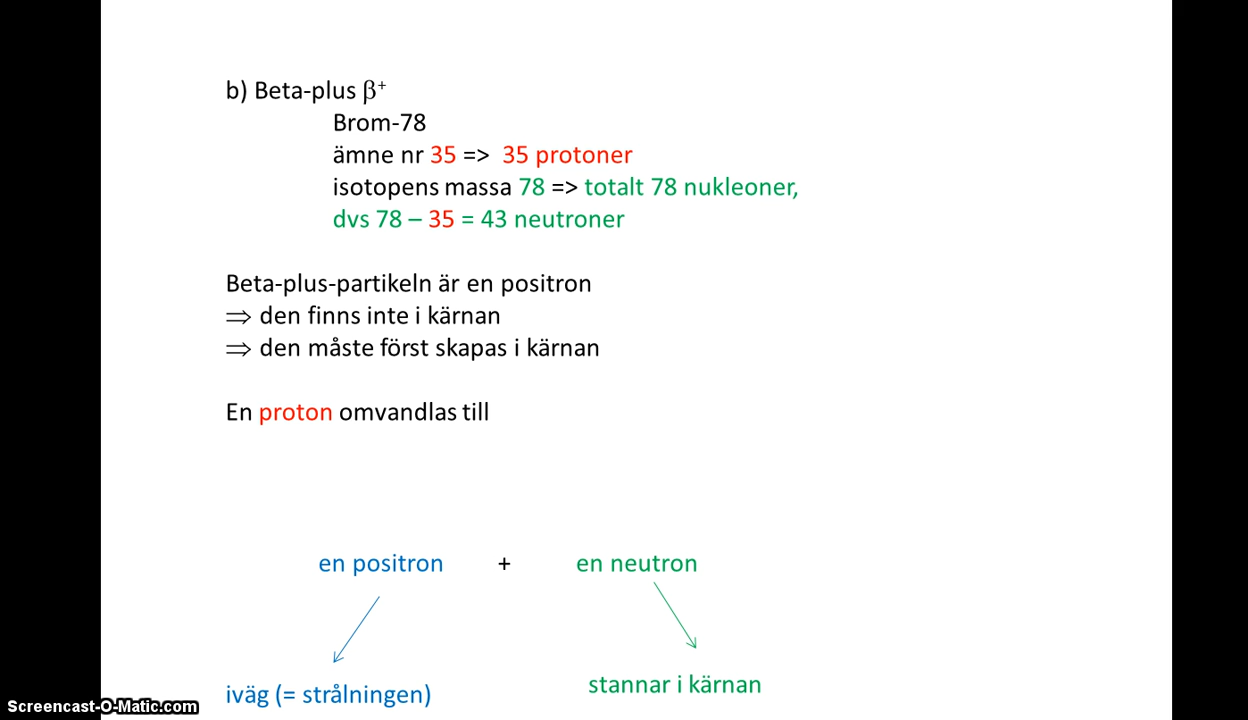 b) Beta-plus β⁺
Brom-78
ämne nr 35 => 35 protoner
isotopens massa 78 => totalt 78 nukleoner,
dvs 78 – 35 = 43 neutroner
Beta-plus-partikeln är en positron
⇒ den finns inte i kärnan
⇒ den måste först skapas i kärnan
En proton omvandlas till
en positron + en neutron
iväg (= strålningen) stannar i kärnan
Screencast-O-Matic.com